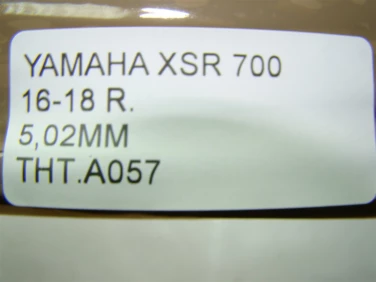 YAMAHA XSR 700
16-18 R.
5,02MM
THT.A057